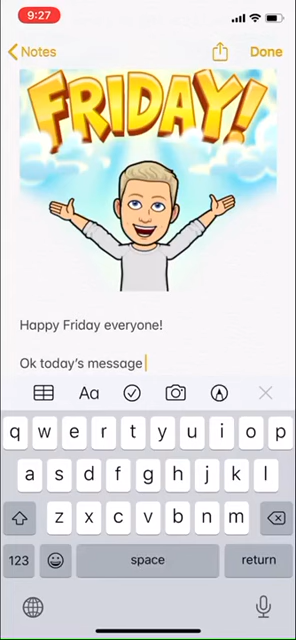 9:27
Notes
Done
FRIDAY!
Happy Friday everyone!
Ok today's message
Aa
q w e r t y u i o p
a s d f g h j k l
z x c v b n m
123 space return